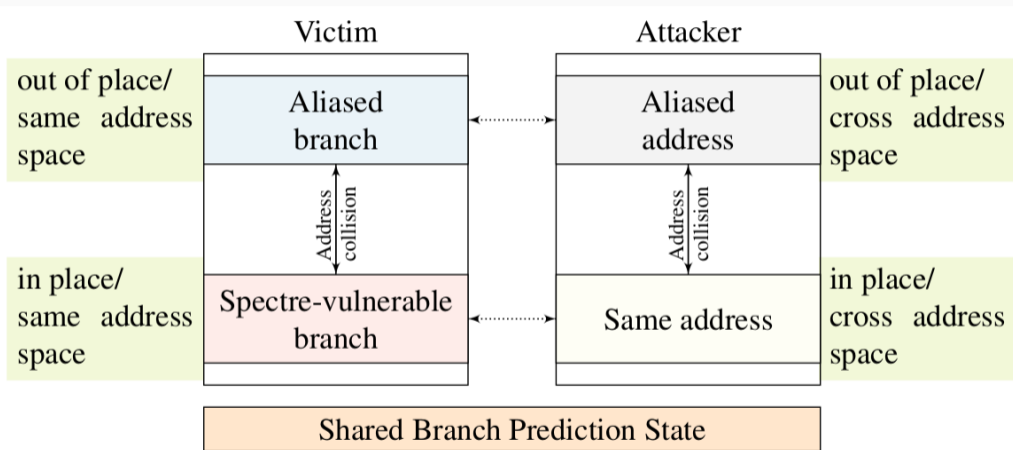 Victim
Attacker
out of place/
same address
space
Aliased
branch
Aliased
address
out of place/
cross address
space
Address
collision
Address
collision
in place/
same address
space
Spectre-vulnerable
branch
Same address
in place/
cross address
space
Shared Branch Prediction State